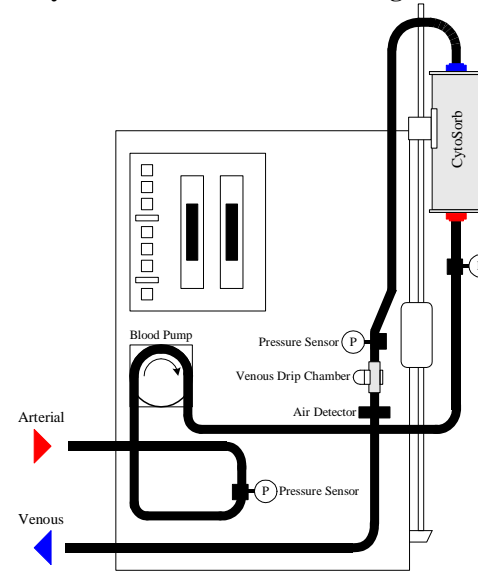 CytoSorb
Blood Pump
Pressure Sensor P
Venous Drip Chamber
Air Detector
Arterial
P Pressure Sensor
Venous